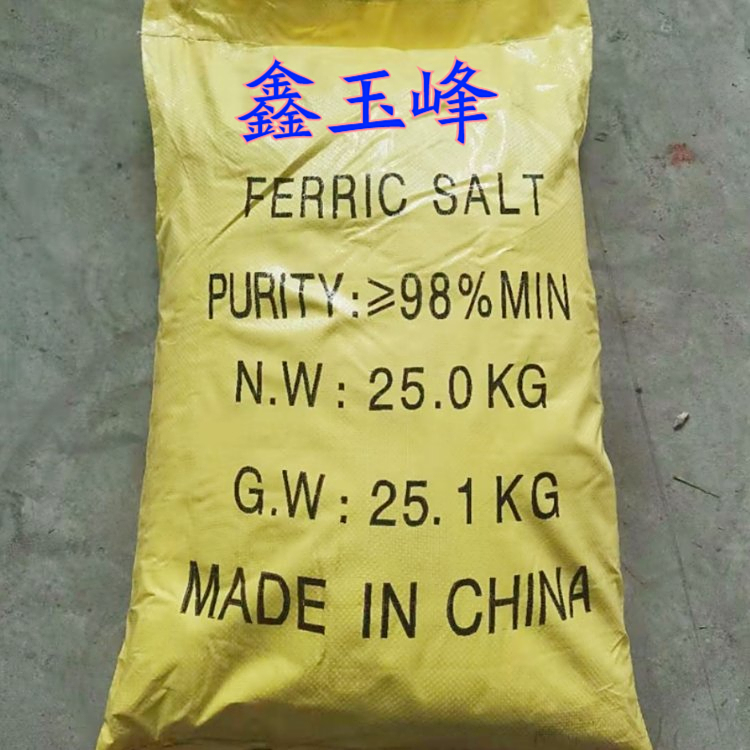 鑫玉峰
FERRIC SALT
PURITY:≥98%MIN
N.W: 25.0KG
G.W: 25.1KG
MADE IN CHINA